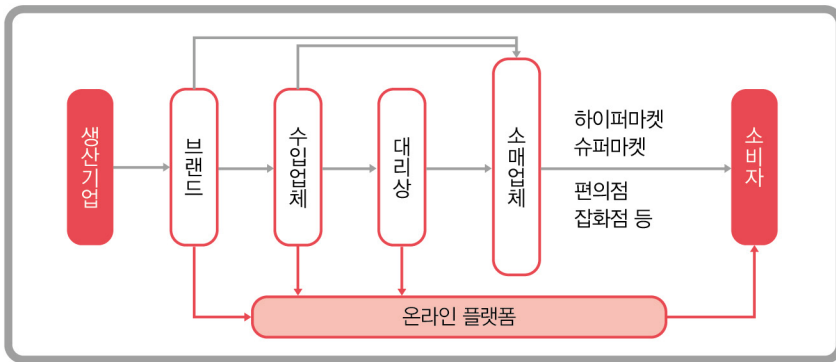 생산기업
브랜드
수입업체
대리상
소매업체
하이퍼마켓
슈퍼마켓
편의점
잡화점 등
소비자
온라인 플랫폼